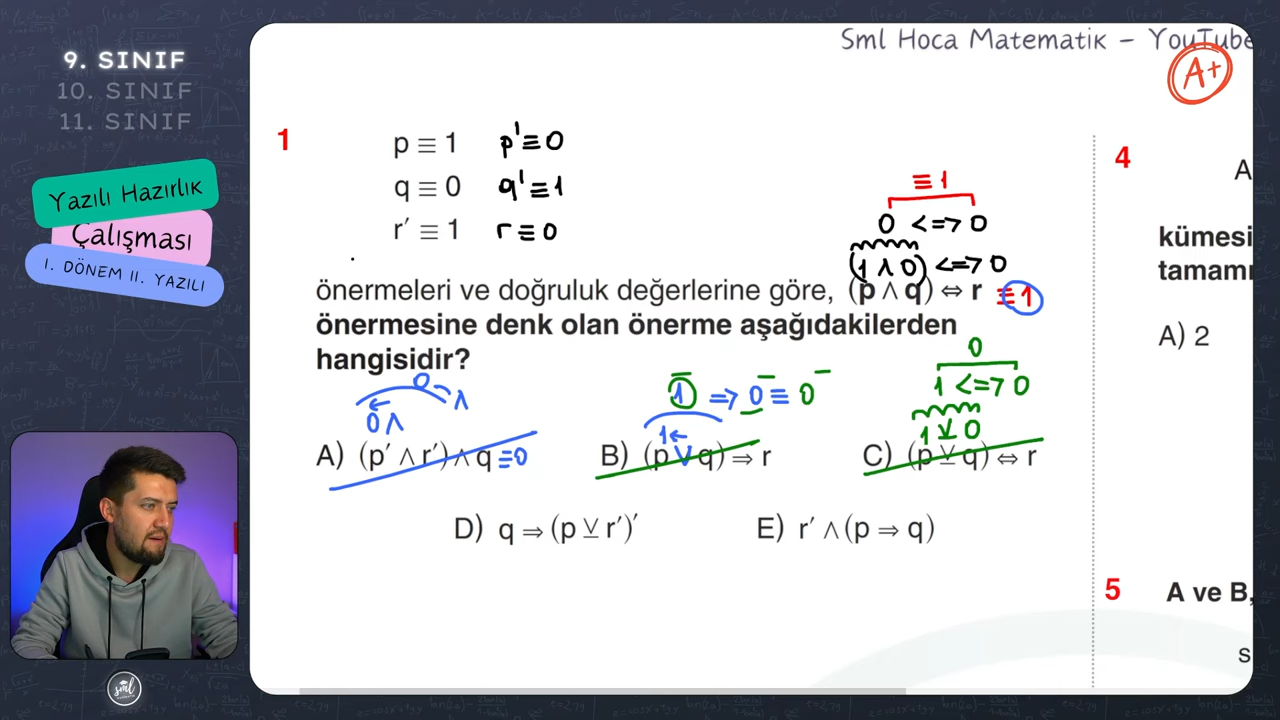 9. SINIF
10. SINIF
11. SINIF
Yazılı Hazırlık
Çalışması
I. DÖNEM II. YAZILI
sml
Sml Hoca Matematik - YouTube
A+
1
p ≡ 1 p' ≡ 0
q ≡ 0 q' ≡ 1
r′ ≡ 1 r ≡ 0
≡ 1
0 <=> 0
(1 ∧ 0) <=> 0
önermeleri ve doğruluk değerlerine göre, (p ∧ q) ⇔ r ≡ 1
önermesine denk olan önerme aşağıdakilerden
hangisidir?
0 ∧
0 ∧
A) (p′ ∧ r′) ∧ q ≡ 0
1 => 0 ≡ 0
1
B) (p ∨ q) ⇒ r
0
1 <=> 0
1 ⊻ 0
C) (p ⊻ q) ⇔ r
D) q ⇒ (p ⊻ r′)′
E) r′ ∧ (p ⇒ q)
4
A
kümesi
tamamı
A) 2
5 A ve B,
s